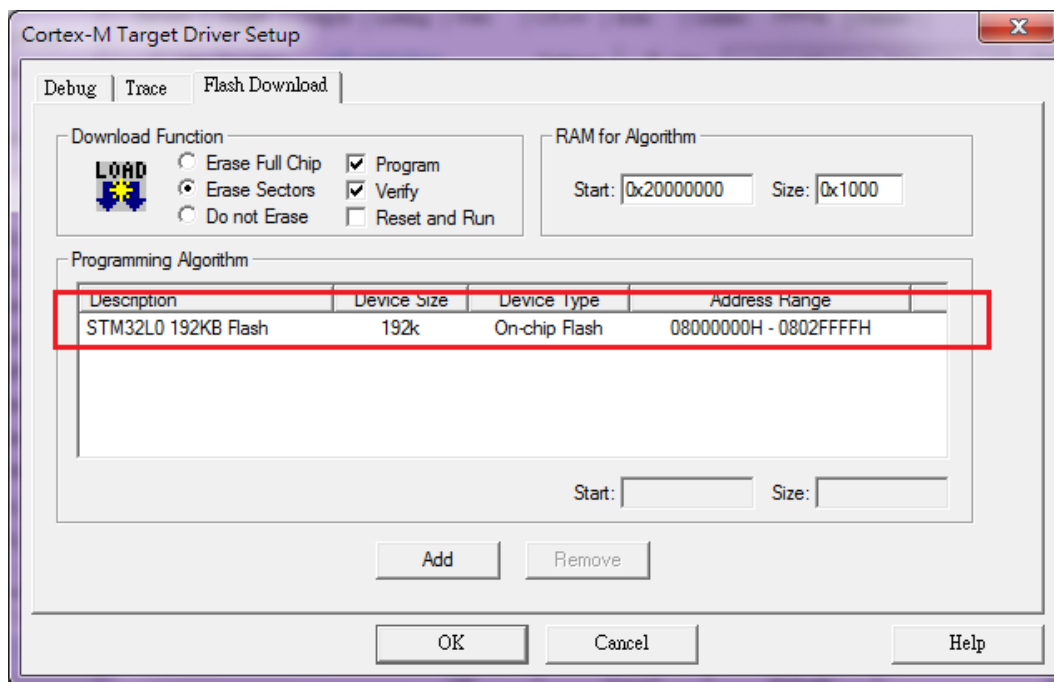 Cortex-M Target Driver Setup
Debug Trace Flash Download
Download Function
LOAD
Erase Full Chip
Erase Sectors
Do not Erase
Program
Verify
Reset and Run
RAM for Algorithm
Start: 0x20000000 Size: 0x1000
Programming Algorithm
Description Device Size Device Type Address Range
STM32L0 192KB Flash 192k On-chip Flash 08000000H - 0802FFFFH
Start: Size:
Add Remove
OK Cancel Help